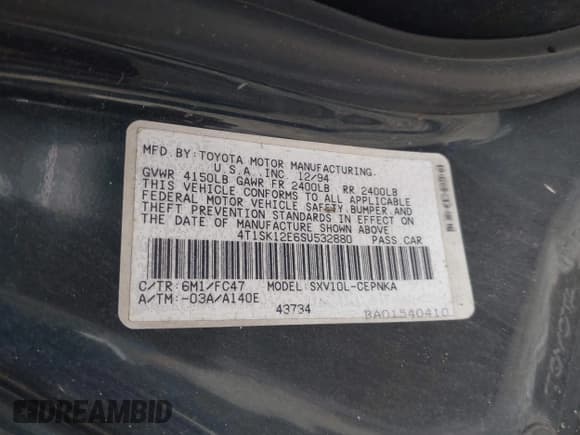 MFD.BY:TOYOTA MOTOR MANUFACTURING.
U.S.A.,INC. 12/94
GVWR 4150LB GAWR FR 2400LB RR 2400LB
THIS VEHICLE CONFORMS TO ALL APPLICABLE
FEDERAL MOTOR VEHICLE SAFETY,BUMPER,AND
THEFT PREVENTION STANDARDS IN EFFECT ON
THE DATE OF MANUFACTURE SHOWN ABOVE
4T1SK12E6SU532880 PASS.CAR
C/TR:6M1/FC47 MODEL:SXV10L-CEPNKA
A/TM:-03A/A140E
43734
BA01540410
TOYOTA
DREAMBID